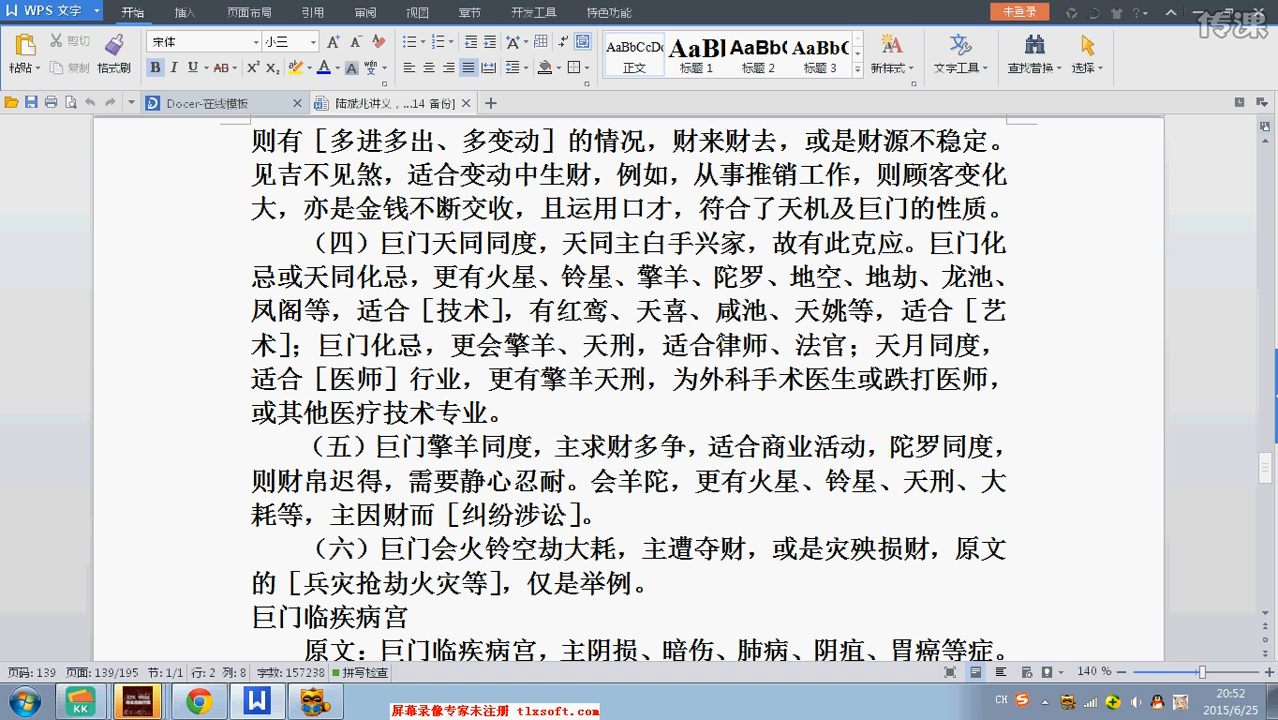 WPS 文字
开始 插入 页面布局 引用 审阅 视图 章节 开发工具 特色功能
未登录
传课
粘贴 剪切 复制 格式刷
宋体 小三
AaBbCcDc AaBl AaBb( AaBb(
正文 标题 1 标题 2 标题 3
新样式 文字工具 查找替换 选择
Docer-在线模板
则有［多进多出、多变动］的情况，财来财去，或是财源不稳定。
见吉不见煞，适合变动中生财，例如，从事推销工作，则顾客变化
大，亦是金钱不断交收，且运用口才，符合了天机及巨门的性质。
（四）巨门天同同度，天同主白手兴家，故有此克应。巨门化
忌或天同化忌，更有火星、铃星、擎羊、陀罗、地空、地劫、龙池、
凤阁等，适合［技术］，有红鸾、天喜、咸池、天姚等，适合［艺
术］；巨门化忌，更会擎羊、天刑，适合律师、法官；天月同度，
适合［医师］行业，更有擎羊天刑，为外科手术医生或跌打医师，
或其他医疗技术专业。
（五）巨门擎羊同度，主求财多争，适合商业活动，陀罗同度，
则财帛迟得，需要静心忍耐。会羊陀，更有火星、铃星、天刑、大
耗等，主因财而［纠纷涉讼］。
（六）巨门会火铃空劫大耗，主遭夺财，或是灾殃损财，原文
的［兵灾抢劫火灾等］，仅是举例。
巨门临疾病宫
原文：巨门临疾病宫，主阴损、暗伤、肺病、阴疽、胃癌等症。
页码: 139 页面: 139/195 节: 1/1 行: 2 列: 8 字数: 157238 拼写检查
140 %
KK
屏幕录像专家未注册 tlxsoft.com
CH
20:52
2015/6/25